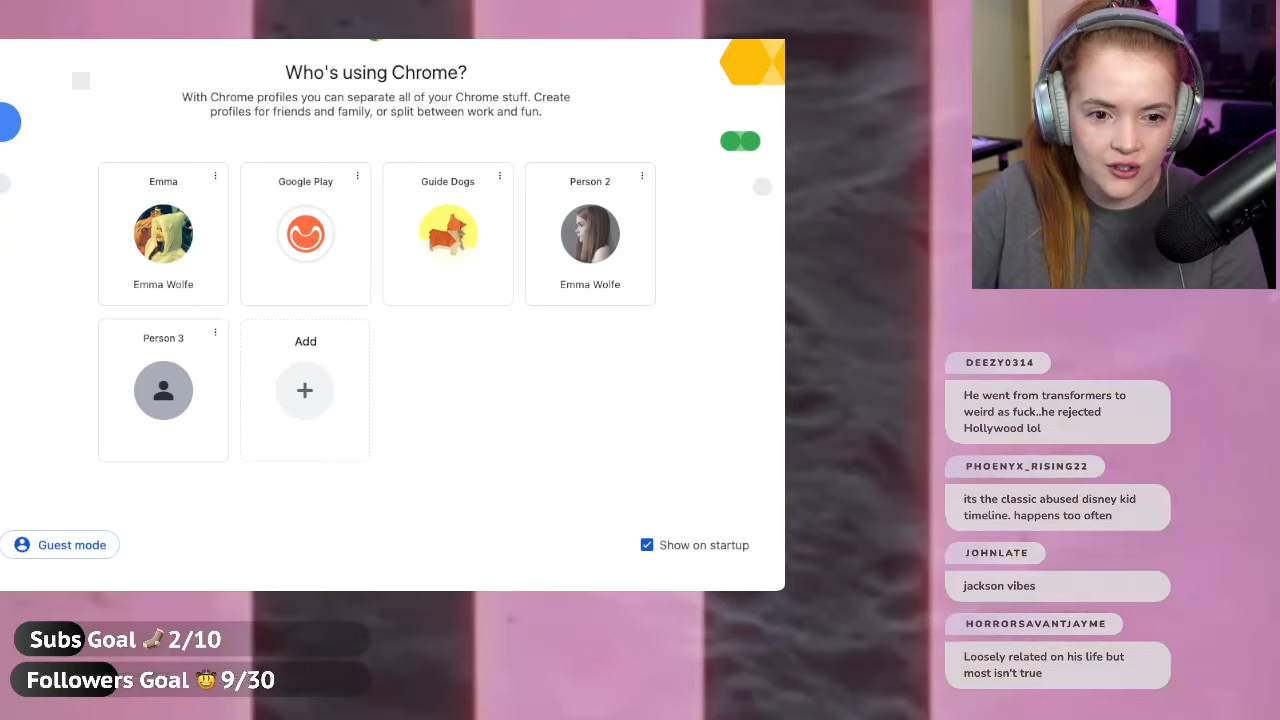 Who's using Chrome?
With Chrome profiles you can separate all of your Chrome stuff. Create
profiles for friends and family, or split between work and fun.
Emma
Google Play
Guide Dogs
Person 2
Emma Wolfe
Emma Wolfe
Person 3
Add
Guest mode
Show on startup
Subs Goal 🧦 2/10
Followers Goal 🤠 9/30
DEEZY0314
He went from transformers to
weird as fuck..he rejected
Hollywood lol
PHOENYX_RISING22
its the classic abused disney kid
timeline. happens too often
JOHNLATE
jackson vibes
HORRORSAVANTJAYME
Loosely related on his life but
most isn't true